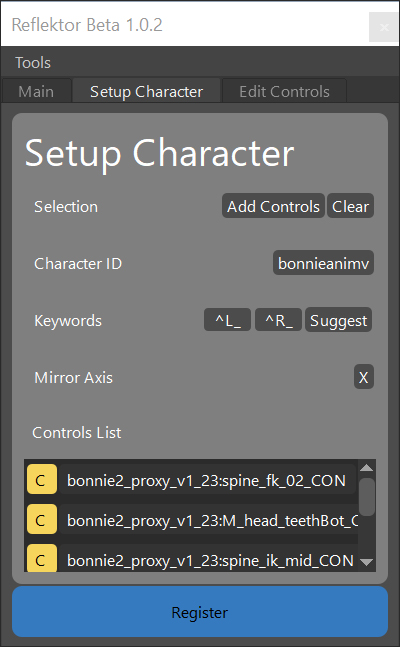 Reflektor Beta 1.0.2 ×
Tools
Main Setup Character Edit Controls
Setup Character
Selection Add Controls Clear
Character ID bonnieanimv
Keywords ^L_ ^R_ Suggest
Mirror Axis X
Controls List
C bonnie2_proxy_v1_23:spine_fk_02_CON
C bonnie2_proxy_v1_23:M_head_teethBot_C
C bonnie2_proxy_v1_23:spine_ik_mid_CON
Register